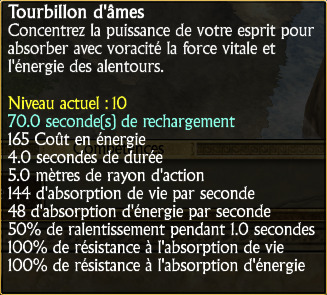 Tourbillon d'âmes
Concentrez la puissance de votre esprit pour
absorber avec voracité la force vitale et
l'énergie des alentours.
Niveau actuel : 10
70.0 seconde(s) de rechargement
165 Coût en énergie
4.0 secondes de durée
5.0 mètres de rayon d'action
144 d'absorption de vie par seconde
48 d'absorption d'énergie par seconde
50% de ralentissement pendant 1.0 secondes
100% de résistance à l'absorption de vie
100% de résistance à l'absorption d'énergie